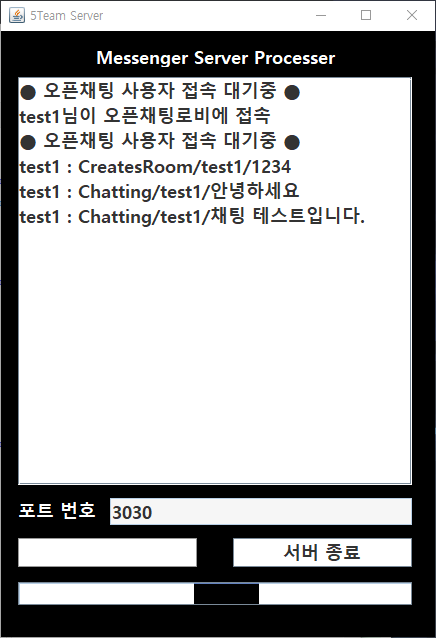 5Team Server
Messenger Server Processer
● 오픈채팅 사용자 접속 대기중 ●
test1님이 오픈채팅로비에 접속
● 오픈채팅 사용자 접속 대기중 ●
test1 : CreatesRoom/test1/1234
test1 : Chatting/test1/안녕하세요
test1 : Chatting/test1/채팅 테스트입니다.
포트 번호 3030
서버 종료